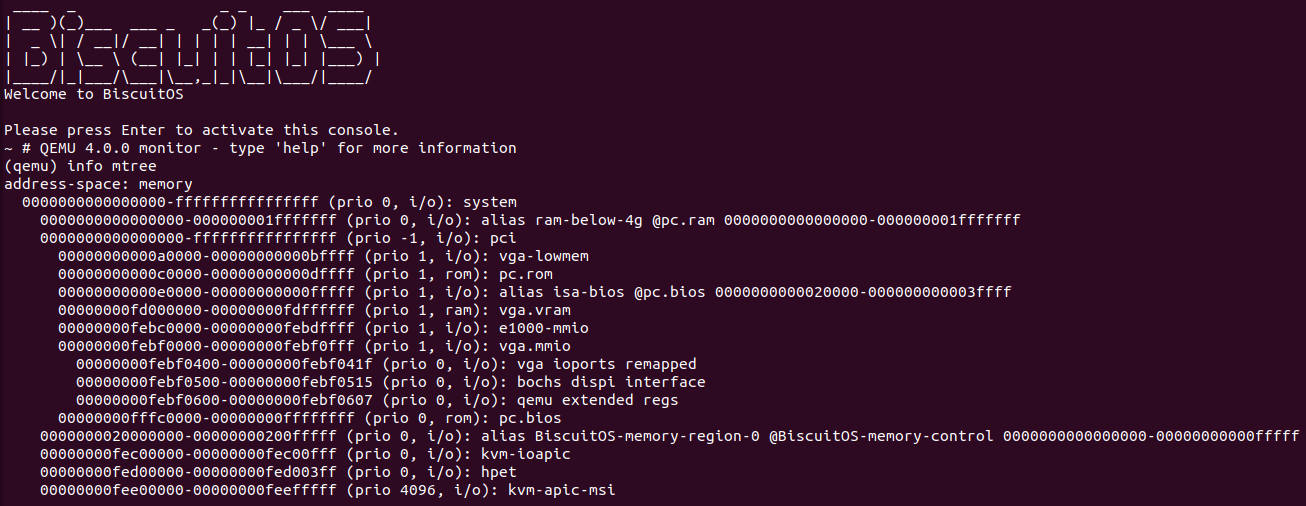 ____  _                _ _    ___  ____
| __ )(_)___  ___ _   _(_) |_ / _ \/ ___|
|  _ \| / __|/ __| | | | | __| | | \___ \
| |_) | \__ \ (__| |_| | | |_| |_| |___) |
|____/|_|___/\___|\__,_|_|\__|\___/|____/
Welcome to BiscuitOS
Please press Enter to activate this console.
~ # QEMU 4.0.0 monitor - type 'help' for more information
(qemu) info mtree
address-space: memory
  0000000000000000-ffffffffffffffff (prio 0, i/o): system
    0000000000000000-000000001fffffff (prio 0, i/o): alias ram-below-4g @pc.ram 0000000000000000-000000001fffffff
    0000000000000000-ffffffffffffffff (prio -1, i/o): pci
      00000000000a0000-00000000000bffff (prio 1, i/o): vga-lowmem
      00000000000c0000-00000000000dffff (prio 1, rom): pc.rom
      00000000000e0000-00000000000fffff (prio 1, i/o): alias isa-bios @pc.bios 0000000000020000-000000000003ffff
      00000000fd000000-00000000fdffffff (prio 1, ram): vga.vram
      00000000febc0000-00000000febdffff (prio 1, i/o): e1000-mmio
      00000000febf0000-00000000febf0fff (prio 1, i/o): vga.mmio
        00000000febf0400-00000000febf041f (prio 0, i/o): vga ioports remapped
        00000000febf0500-00000000febf0515 (prio 0, i/o): bochs dispi interface
        00000000febf0600-00000000febf0607 (prio 0, i/o): qemu extended regs
      00000000fffc0000-00000000ffffffff (prio 0, rom): pc.bios
    0000000020000000-00000000200fffff (prio 0, i/o): alias BiscuitOS-memory-region-0 @BiscuitOS-memory-control 0000000000000000-00000000000fffff
    00000000fec00000-00000000fec00fff (prio 0, i/o): kvm-ioapic
    00000000fed00000-00000000fed003ff (prio 0, i/o): hpet
    00000000fee00000-00000000feefffff (prio 4096, i/o): kvm-apic-msi